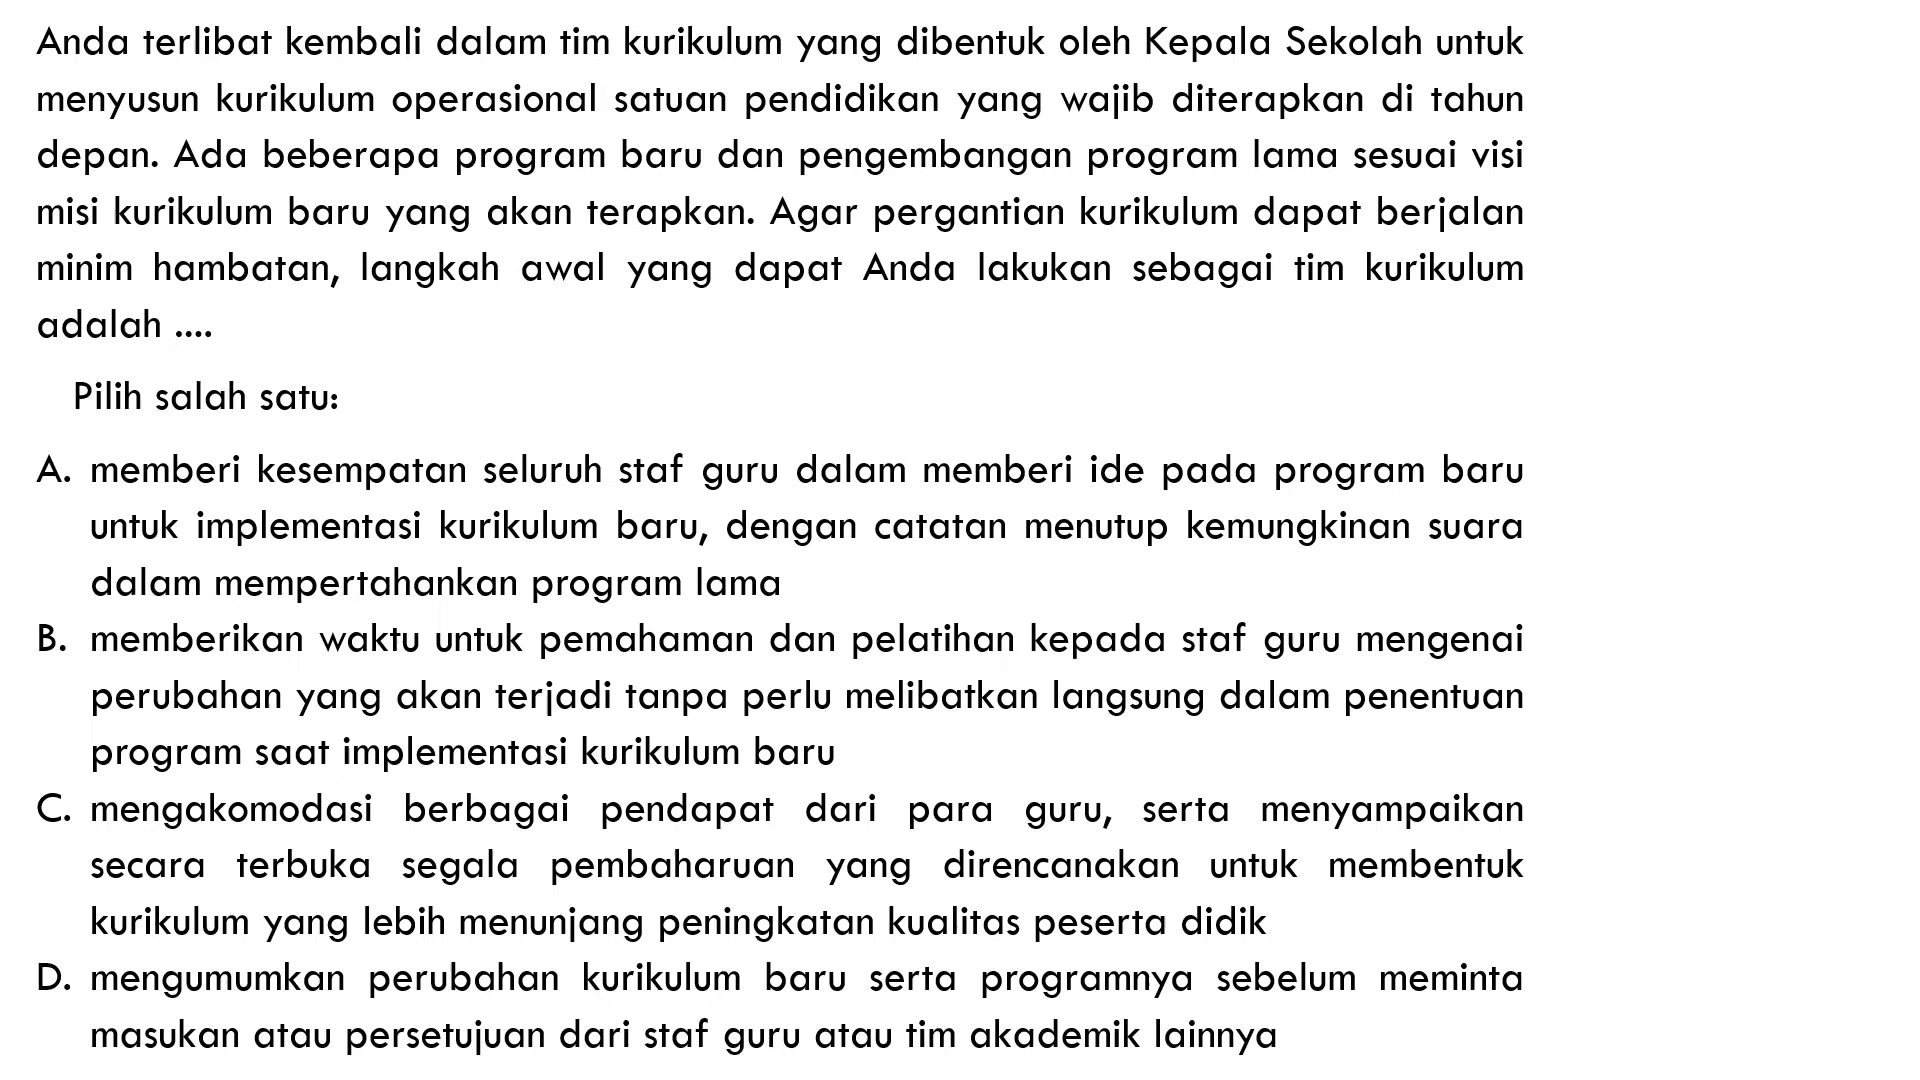 Anda terlibat kembali dalam tim kurikulum yang dibentuk oleh Kepala Sekolah untuk
menyusun kurikulum operasional satuan pendidikan yang wajib diterapkan di tahun
depan. Ada beberapa program baru dan pengembangan program lama sesuai visi
misi kurikulum baru yang akan terapkan. Agar pergantian kurikulum dapat berjalan
minim hambatan, langkah awal yang dapat Anda lakukan sebagai tim kurikulum
adalah ....
Pilih salah satu:
A. memberi kesempatan seluruh staf guru dalam memberi ide pada program baru
untuk implementasi kurikulum baru, dengan catatan menutup kemungkinan suara
dalam mempertahankan program lama
B. memberikan waktu untuk pemahaman dan pelatihan kepada staf guru mengenai
perubahan yang akan terjadi tanpa perlu melibatkan langsung dalam penentuan
program saat implementasi kurikulum baru
C. mengakomodasi berbagai pendapat dari para guru, serta menyampaikan
secara terbuka segala pembaharuan yang direncanakan untuk membentuk
kurikulum yang lebih menunjang peningkatan kualitas peserta didik
D. mengumumkan perubahan kurikulum baru serta programnya sebelum meminta
masukan atau persetujuan dari staf guru atau tim akademik lainnya